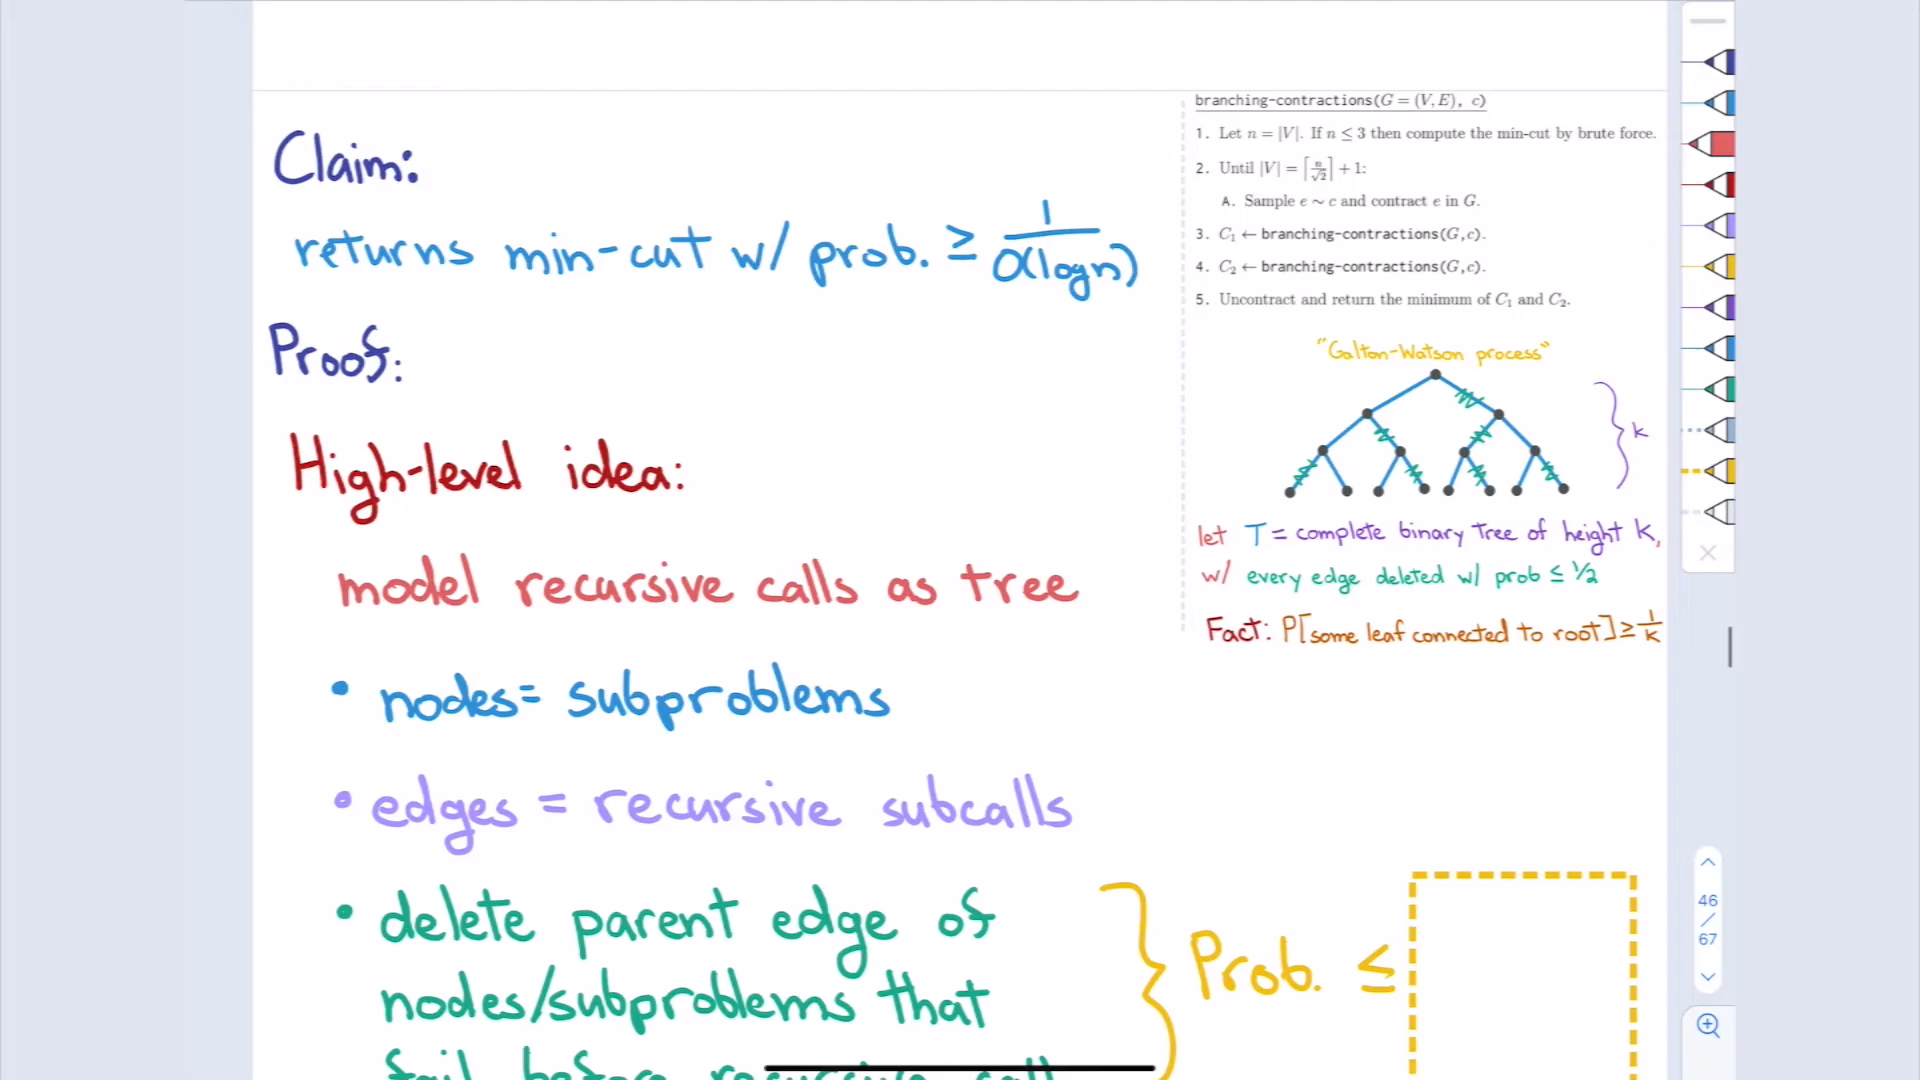 Claim:
returns min-cut w/ prob. ≥ 1/O(log n)
Proof:
High-level idea:
model recursive calls as tree
• nodes = subproblems
• edges = recursive subcalls
• delete parent edge of
nodes/subproblems that
fail before recursive call
} Prob. ≤
branching-contractions(G = (V, E), c)
1. Let n = |V|. If n ≤ 3 then compute the min-cut by brute force.
2. Until |V| = ⌈n/√2⌉ + 1:
A. Sample e ~ c and contract e in G.
3. C₁ ← branching-contractions(G,c).
4. C₂ ← branching-contractions(G,c).
5. Uncontract and return the minimum of C₁ and C₂.
"Galton-Watson process"
k
let T = complete binary tree of height k,
w/ every edge deleted w/ prob ≤ 1/2
Fact: P[some leaf connected to root] ≥ 1/k
46
/
67